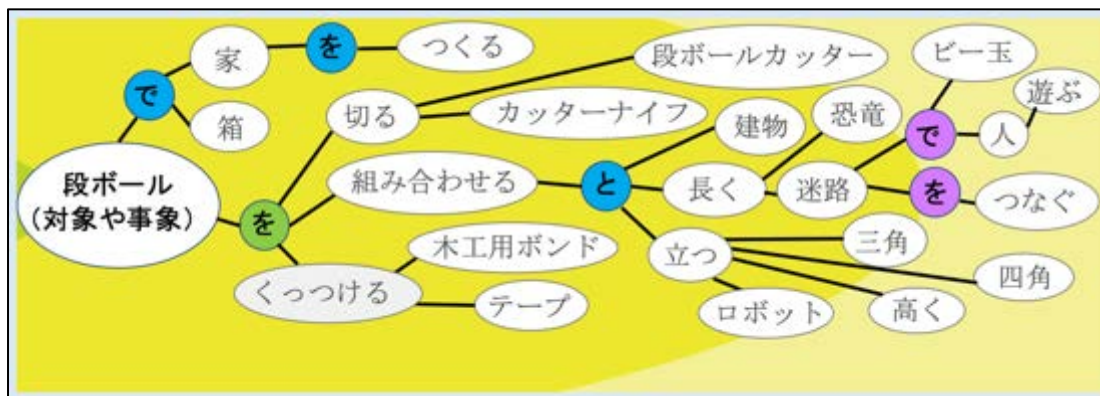 家
を
つくる
で
箱
段ボール
(対象や事象)
を
切る
段ボールカッター
カッターナイフ
組み合わせる
と
建物
長く
恐竜
迷路
で
ビー玉
人
遊ぶ
を
つなぐ
立つ
三角
四角
高く
ロボット
くっつける
木工用ボンド
テープ